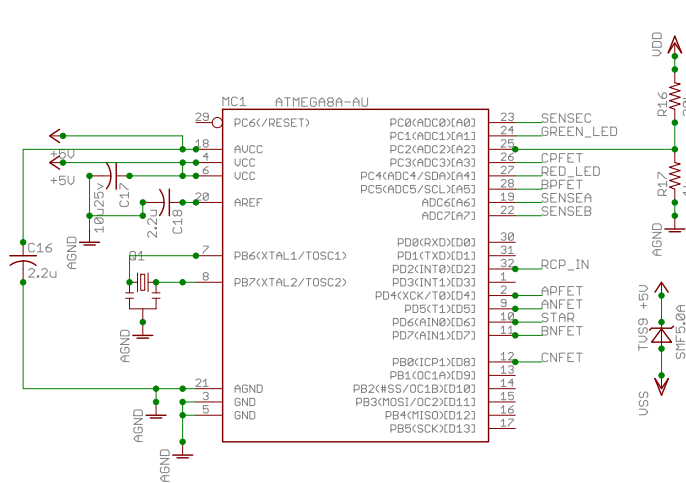 VDD
MC1 ATMEGA8A-AU
R16
29 PC6(/RESET) PC0(ADC0)[A0] 23 SENSEC
PC1(ADC1)[A1] 24 GREEN_LED
+5V 18 AVCC PC2(ADC2)[A2] 25
+5V 4 VCC PC3(ADC3)[A3] 26 CPFET
6 VCC PC4(ADC4/SDA)[A4] 27 RED_LED
10u25v C17 PC5(ADC5/SCL)[A5] 28 BPFET
R17
2.2u C18 20 AREF ADC6[A6] 19 SENSEA
ADC7[A7] 22 SENSEB
AGND
AGND
PD0(RXD)[D0] 30
C16 2.2u
Q1 7 PB6(XTAL1/TOSC1) PD1(TXD)[D1] 31
PD2(INT0)[D2] 32 RCP_IN
8 PB7(XTAL2/TOSC2) PD3(INT1)[D3] 1
PD4(XCK/T0)[D4] 2 APFET
+5V
PD5(T1)[D5] 9 ANFET
PD6(AIN0)[D6] 10 STAR
PD7(AIN1)[D7] 11 BNFET
TVS9 SMF5.0A
AGND
PB0(ICP1)[D8] 12 CNFET
PB1(OC1A)[D9] 13
21 AGND PB2(#SS/OC1B)[D10] 14
3 GND PB3(MOSI/OC2)[D11] 15
5 GND PB4(MISO)[D12] 16
PB5(SCK)[D13] 17
VSS
AGND
AGND